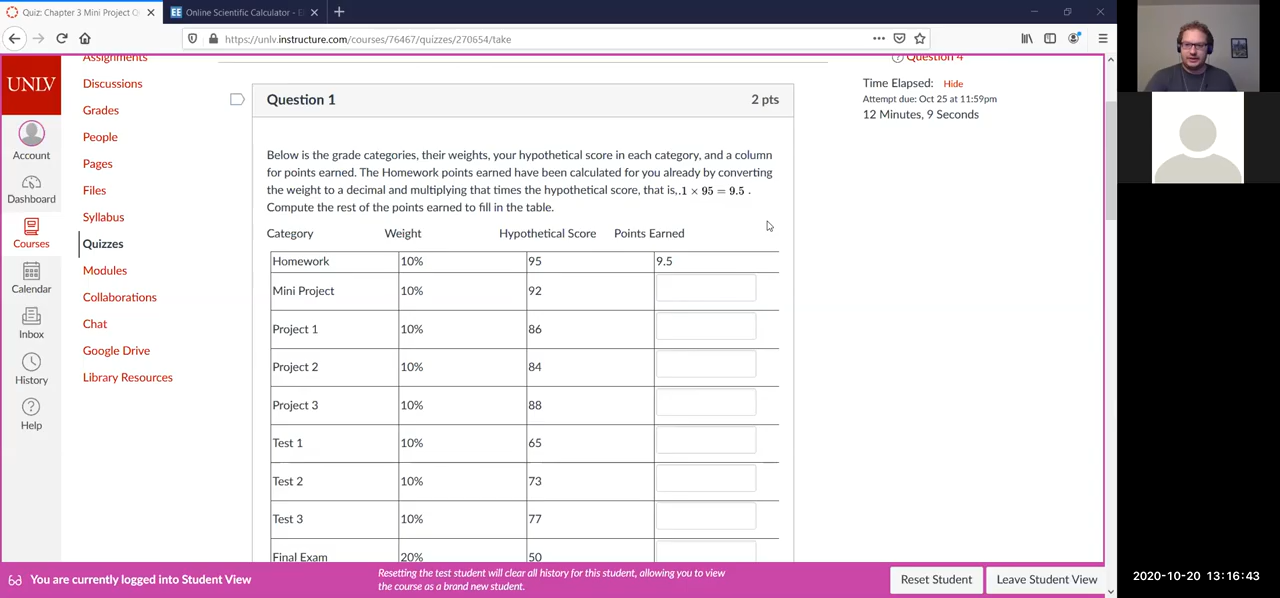 Quiz: Chapter 3 Mini Project Q
Online Scientific Calculator - E
https://unlv.instructure.com/courses/76467/quizzes/270654/take
UNLV
Account
Dashboard
Courses
Calendar
Inbox
History
Help
Assignments
Discussions
Grades
People
Pages
Files
Syllabus
Quizzes
Modules
Collaborations
Chat
Google Drive
Library Resources
Question 1 2 pts
Below is the grade categories, their weights, your hypothetical score in each category, and a column
for points earned. The Homework points earned have been calculated for you already by converting
the weight to a decimal and multiplying that times the hypothetical score, that is, .1 × 95 = 9.5 .
Compute the rest of the points earned to fill in the table.
Category Weight Hypothetical Score Points Earned
Homework 10% 95 9.5
Mini Project 10% 92
Project 1 10% 86
Project 2 10% 84
Project 3 10% 88
Test 1 10% 65
Test 2 10% 73
Test 3 10% 77
Final Exam 20% 50
Question 4
Time Elapsed: Hide
Attempt due: Oct 25 at 11:59pm
12 Minutes, 9 Seconds
You are currently logged into Student View
Resetting the test student will clear all history for this student, allowing you to view
the course as a brand new student.
Reset Student
Leave Student View
2020-10-20 13:16:43